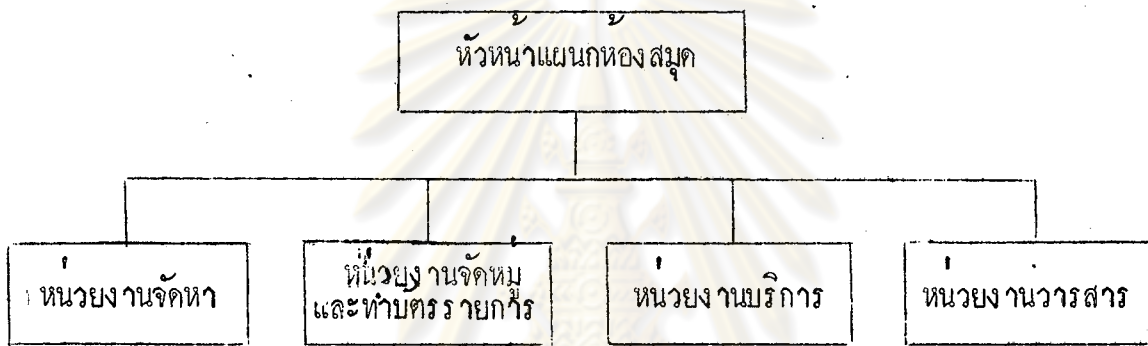 หัวหน้าแผนกห้องสมุด
หน่วยงานจัดหา
หน่วยงานจัดหมู่
และทำบัตรรายการ
หน่วยงานบริการ
หน่วยงานวารสาร